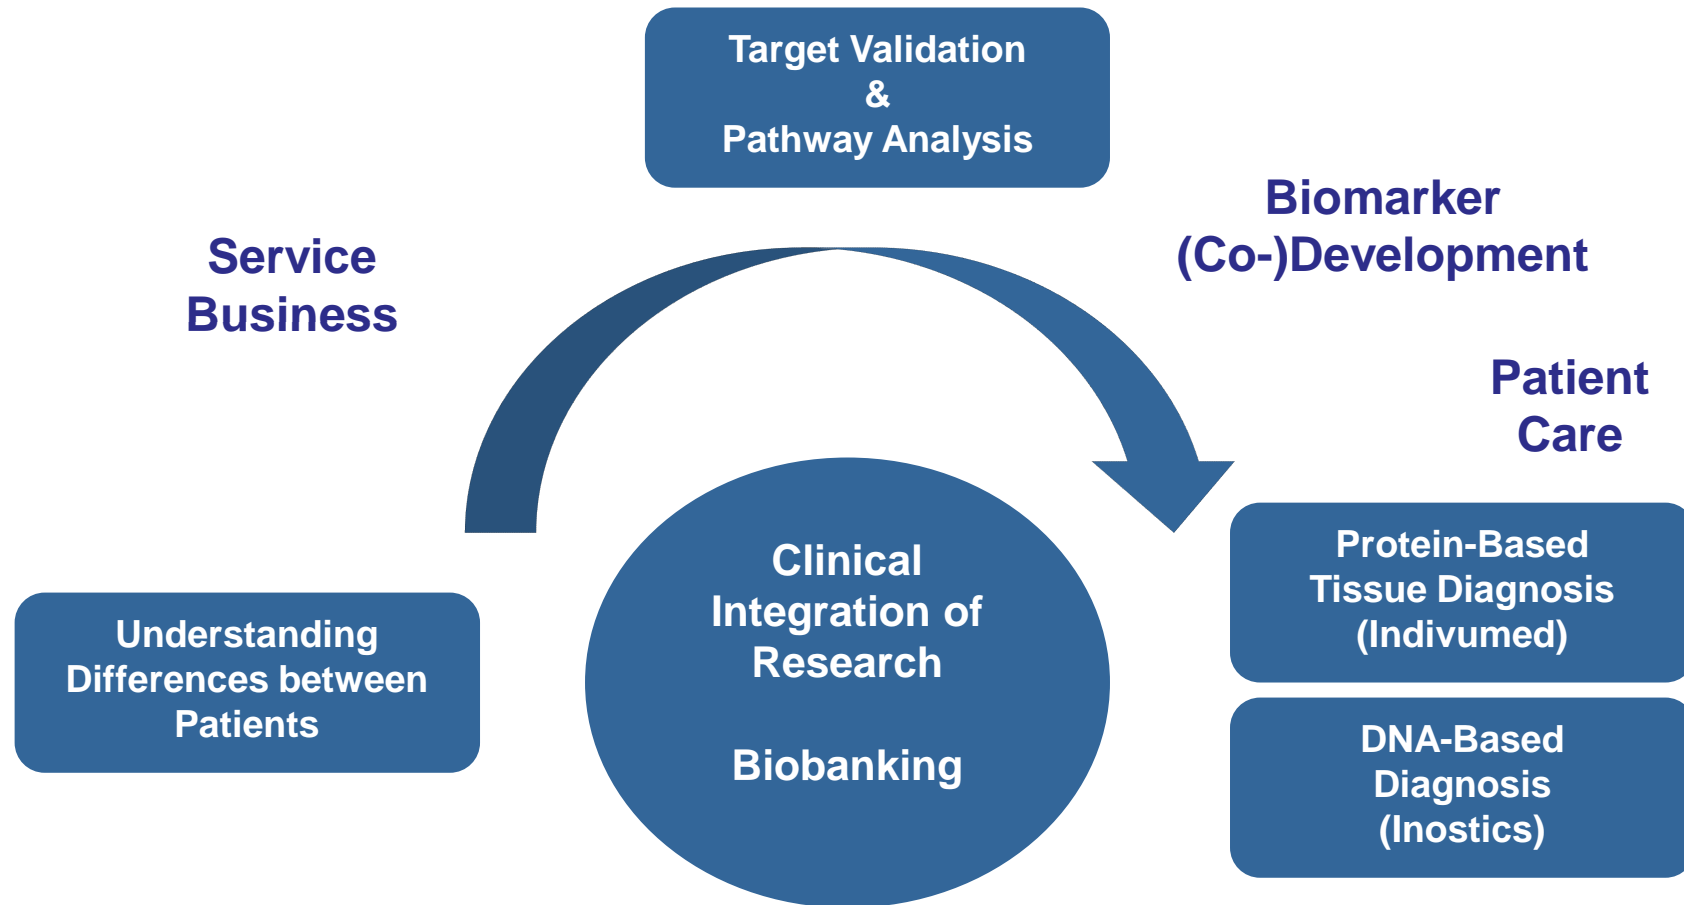 Target Validation
&
Pathway Analysis
Service
Business
Biomarker
(Co-)Development
Patient
Care
Understanding
Differences between
Patients
Clinical
Integration of
Research
Biobanking
Protein-Based
Tissue Diagnosis
(Indivumed)
DNA-Based
Diagnosis
(Inostics)